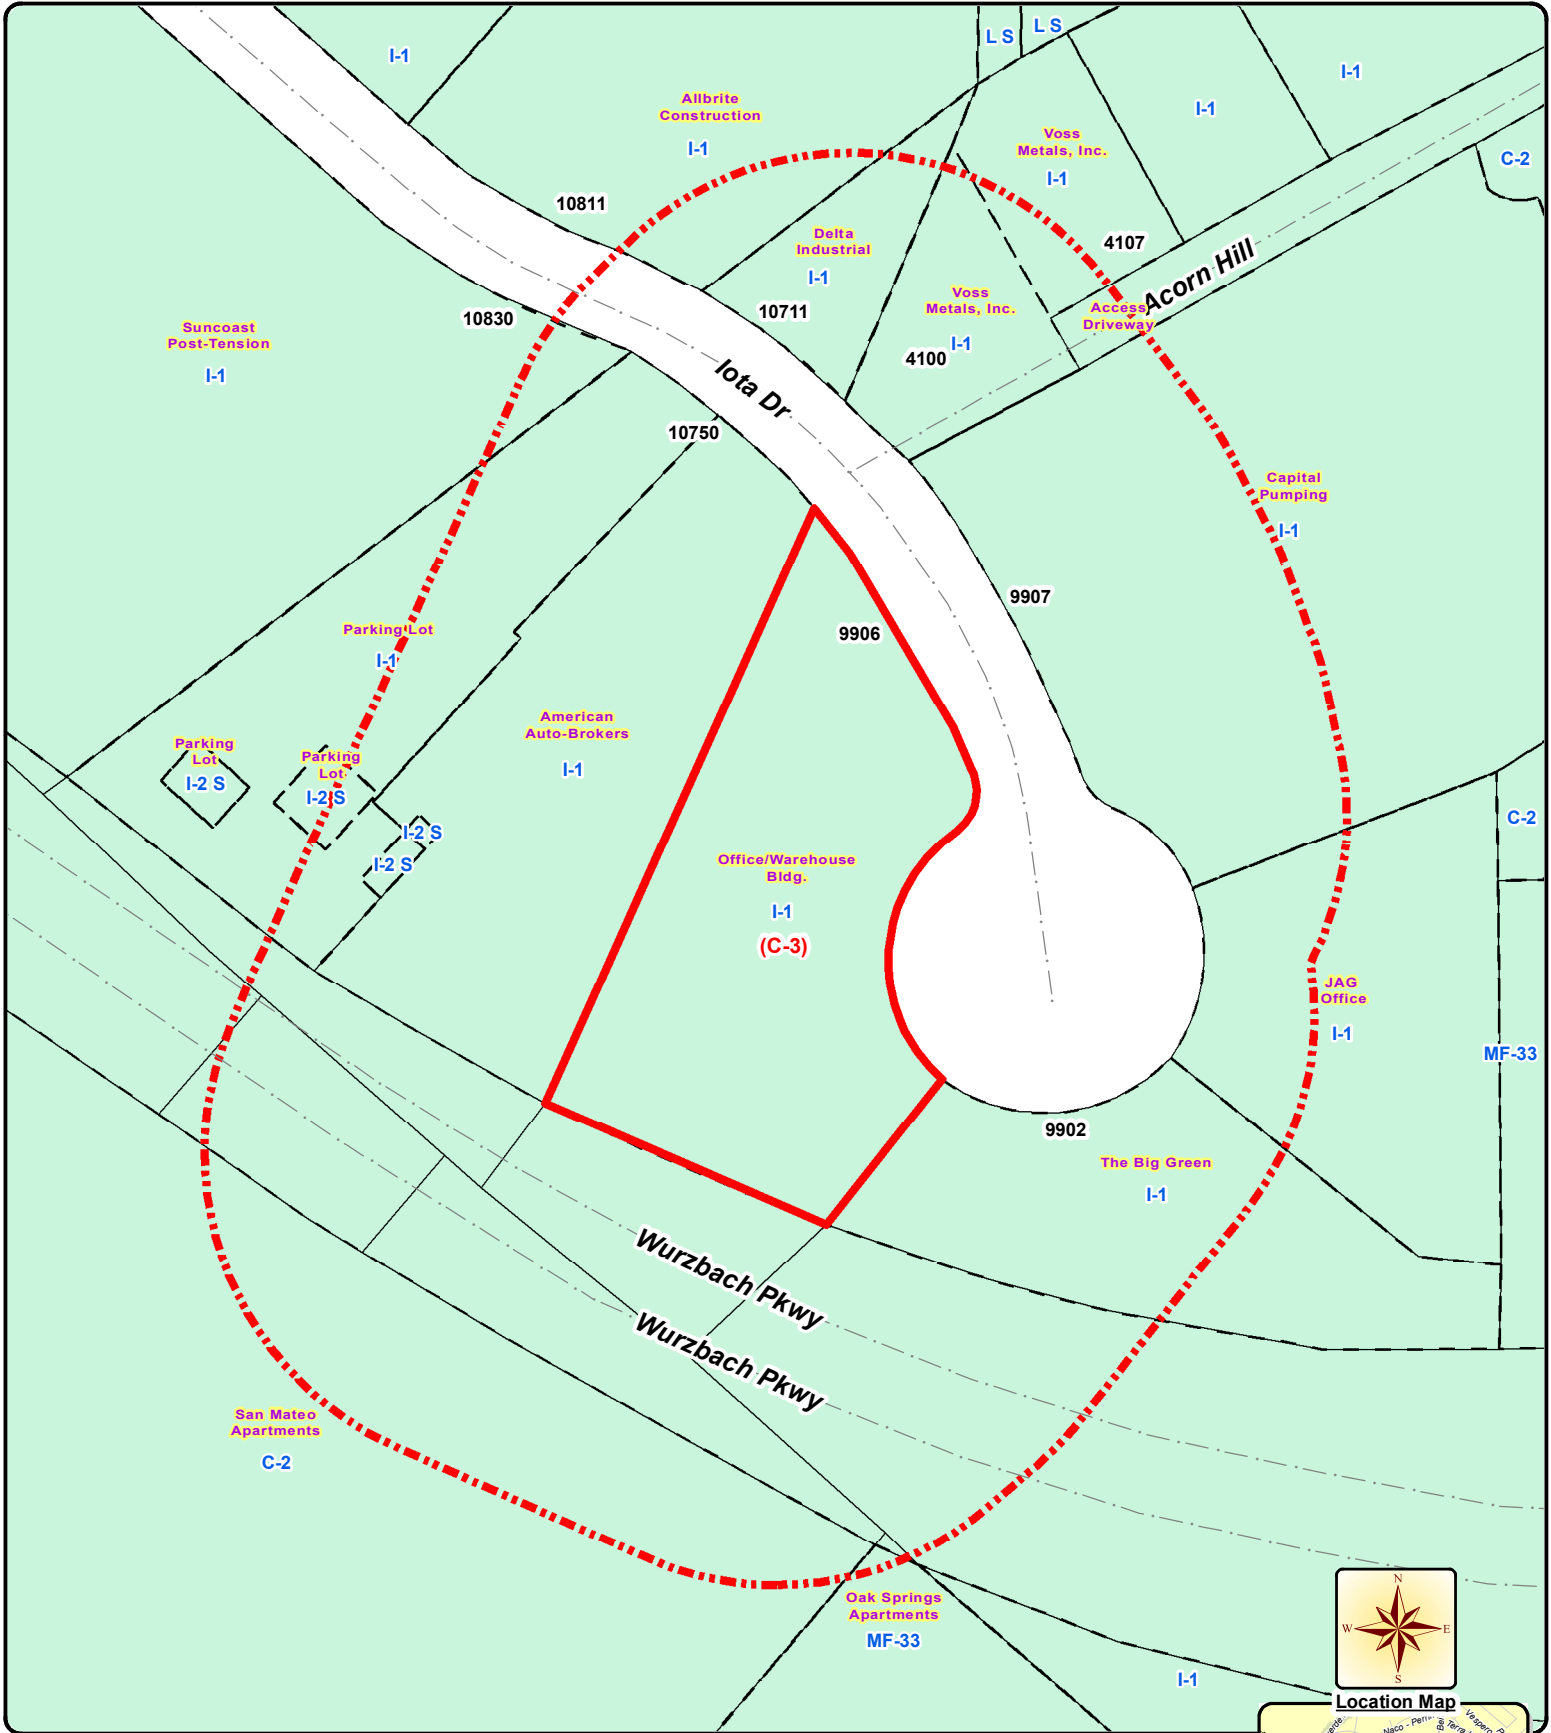 L S
L S
I-1
I-1
I-1
Allbrite
Construction
I-1
Voss
Metals, Inc.
I-1
C-2
10811
Delta
Industrial
I-1
4107
Acorn Hill
Access
Driveway
Voss
Metals, Inc.
I-1
4100
10711
10830
Suncoast
Post-Tension
I-1
Iota Dr
10750
Capital
Pumping
I-1
9907
9906
Parking Lot
I-1
American
Auto-Brokers
I-1
Parking
Lot
I-2 S
Parking
Lot
I-2 S
I-2 S
I-2 S
C-2
Office/Warehouse
Bldg.
I-1
(C-3)
JAG
Office
I-1
MF-33
9902
The Big Green
I-1
Wurzbach Pkwy
Wurzbach Pkwy
San Mateo
Apartments
C-2
Oak Springs
Apartments
MF-33
I-1
N
W
E
S
Location Map
Naco - Perrin
Vesper